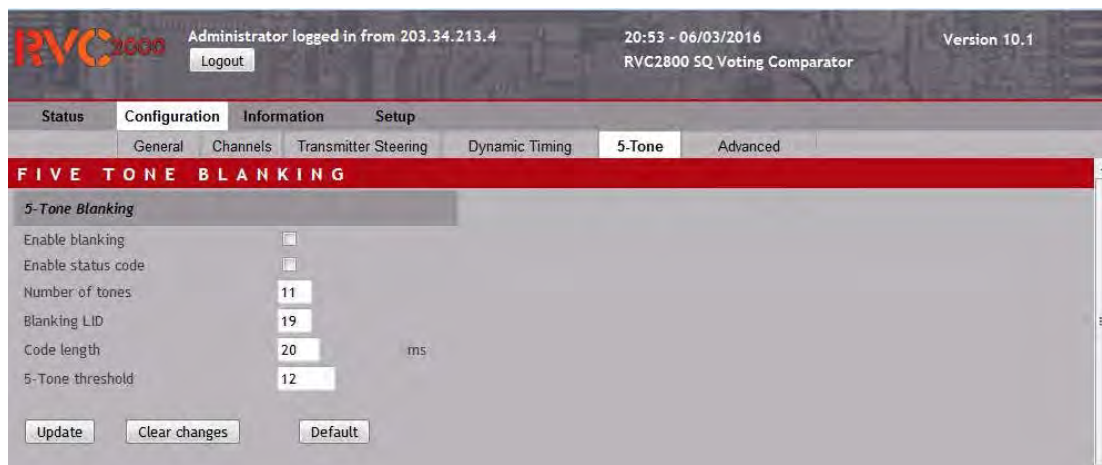 RVC2000 Administrator logged in from 203.34.213.4 20:53 - 06/03/2016 Version 10.1
Logout RVC2800 SQ Voting Comparator
Status Configuration Information Setup
General Channels Transmitter Steering Dynamic Timing 5-Tone Advanced
FIVE TONE BLANKING
5-Tone Blanking
Enable blanking
Enable status code
Number of tones 11
Blanking LID 19
Code length 20 ms
5-Tone threshold 12
Update Clear changes Default